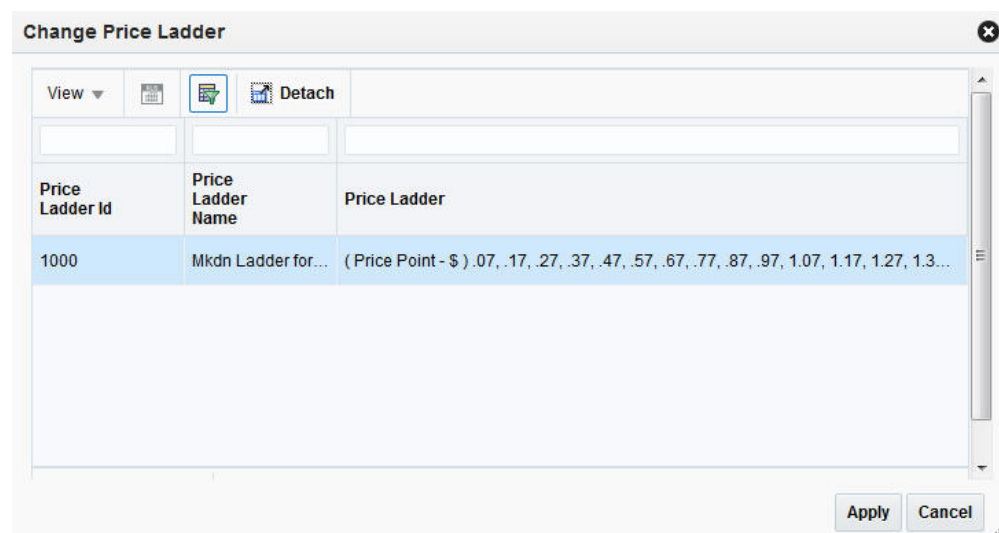 Change Price Ladder
View Detach
Price
Ladder Id
Price
Ladder
Name
Price Ladder
1000 Mkdn Ladder for... ( Price Point - $ ) .07, .17, .27, .37, .47, .57, .67, .77, .87, .97, 1.07, 1.17, 1.27, 1.3...
Apply Cancel